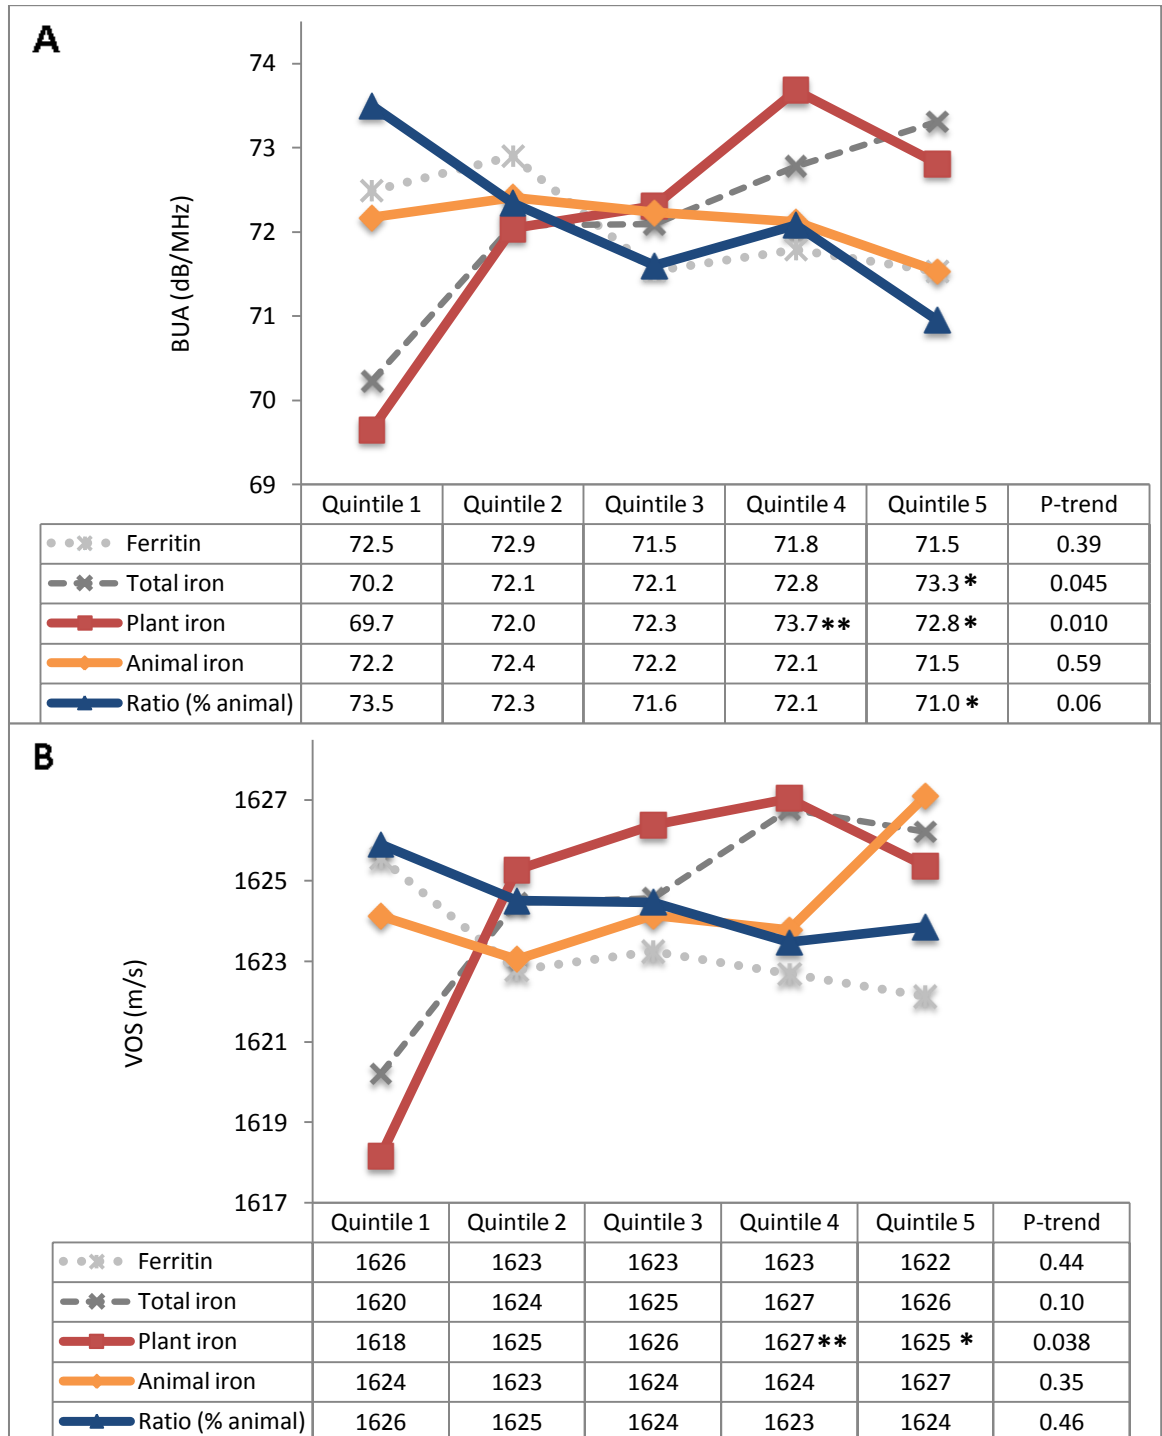 A
74
73
72
71
70
69
BUA (dB/MHz)
Quintile 1 Quintile 2 Quintile 3 Quintile 4 Quintile 5 P-trend
Ferritin 72.5 72.9 71.5 71.8 71.5 0.39
Total iron 70.2 72.1 72.1 72.8 73.3 * 0.045
Plant iron 69.7 72.0 72.3 73.7** 72.8 * 0.010
Animal iron 72.2 72.4 72.2 72.1 71.5 0.59
Ratio (% animal) 73.5 72.3 71.6 72.1 71.0 * 0.06
B
1627
1625
1623
1621
1619
1617
VOS (m/s)
Quintile 1 Quintile 2 Quintile 3 Quintile 4 Quintile 5 P-trend
Ferritin 1626 1623 1623 1623 1622 0.44
Total iron 1620 1624 1625 1627 1626 0.10
Plant iron 1618 1625 1626 1627** 1625 * 0.038
Animal iron 1624 1623 1624 1624 1627 0.35
Ratio (% animal) 1626 1625 1624 1623 1624 0.46